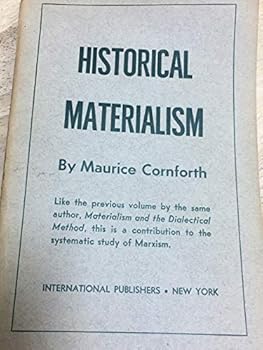 HISTORICAL
MATERIALISM
By Maurice Cornforth
Like the previous volume by the same
author, Materialism and the Dialectical
Method, this is a contribution to the
systematic study of Marxism.
INTERNATIONAL PUBLISHERS • NEW YORK